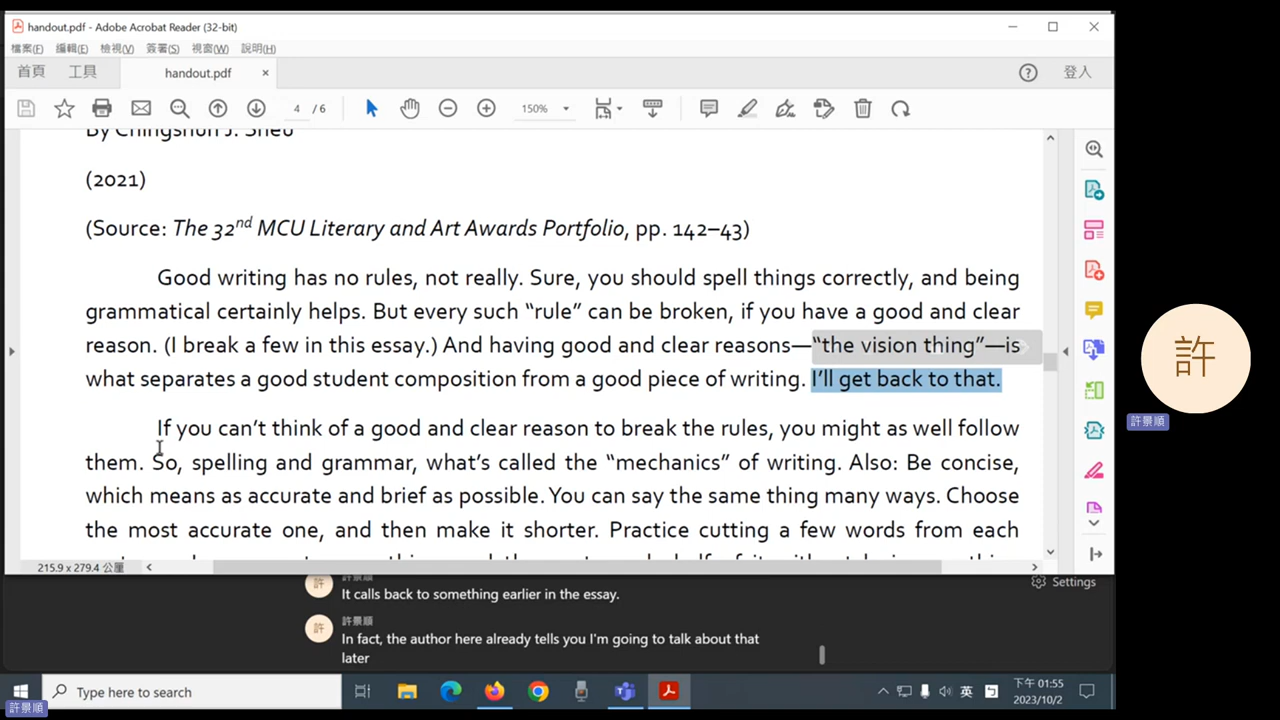 handout.pdf - Adobe Acrobat Reader (32-bit)
檔案(F) 編輯(E) 檢視(V) 簽署(S) 視窗(W) 說明(H)
首頁 工具 handout.pdf × 登入
4 / 6 150%
By Chingshun J. Sheu
(2021)
(Source: The 32nd MCU Literary and Art Awards Portfolio, pp. 142–43)
Good writing has no rules, not really. Sure, you should spell things correctly, and being
grammatical certainly helps. But every such “rule” can be broken, if you have a good and clear
reason. (I break a few in this essay.) And having good and clear reasons—“the vision thing”—is
what separates a good student composition from a good piece of writing. I’ll get back to that.
If you can’t think of a good and clear reason to break the rules, you might as well follow
them. So, spelling and grammar, what’s called the “mechanics” of writing. Also: Be concise,
which means as accurate and brief as possible. You can say the same thing many ways. Choose
the most accurate one, and then make it shorter. Practice cutting a few words from each
215.9 x 279.4 公厘
許
許景順
Settings
許 許景順
It calls back to something earlier in the essay.
許 許景順
In fact, the author here already tells you I'm going to talk about that
later
Type here to search
英
下午 01:55
2023/10/2
許景順